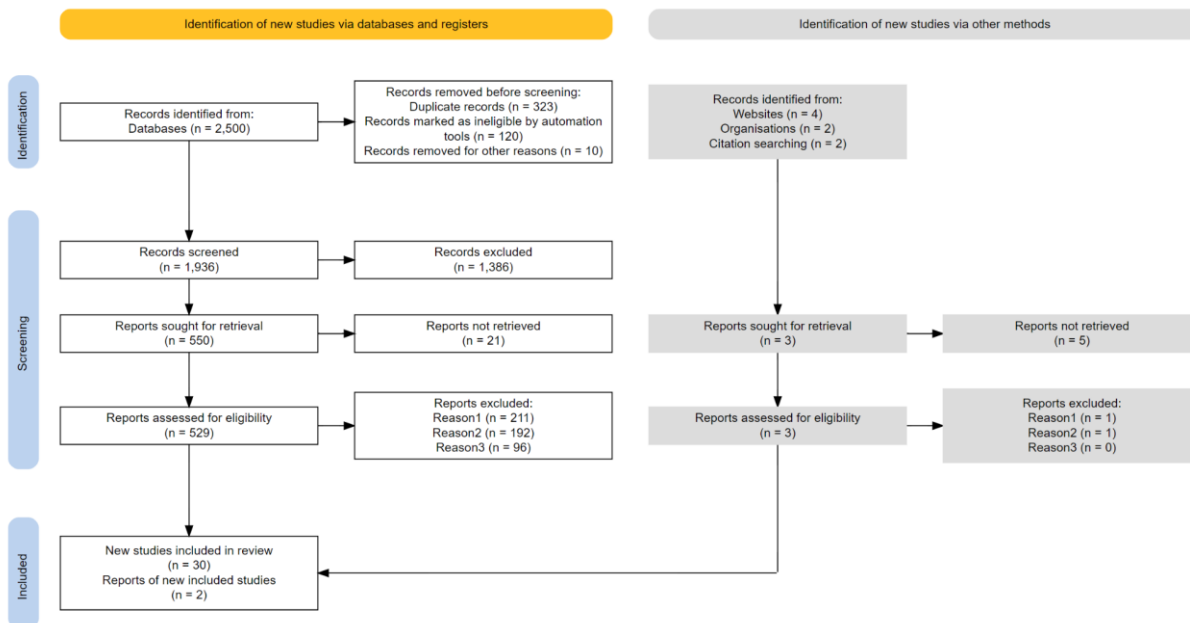 Identification of new studies via databases and registers
Identification of new studies via other methods
Identification
Records identified from:
Databases (n = 2,500)
Records removed before screening:
Duplicate records (n = 323)
Records marked as ineligible by automation
tools (n = 120)
Records removed for other reasons (n = 10)
Records identified from:
Websites (n = 4)
Organisations (n = 2)
Citation searching (n = 2)
Screening
Records screened
(n = 1,936)
Records excluded
(n = 1,386)
Reports sought for retrieval
(n = 550)
Reports not retrieved
(n = 21)
Reports sought for retrieval
(n = 3)
Reports not retrieved
(n = 5)
Reports assessed for eligibility
(n = 529)
Reports excluded:
Reason1 (n = 211)
Reason2 (n = 192)
Reason3 (n = 96)
Reports assessed for eligibility
(n = 3)
Reports excluded:
Reason1 (n = 1)
Reason2 (n = 1)
Reason3 (n = 0)
Included
New studies included in review
(n = 30)
Reports of new included studies
(n = 2)